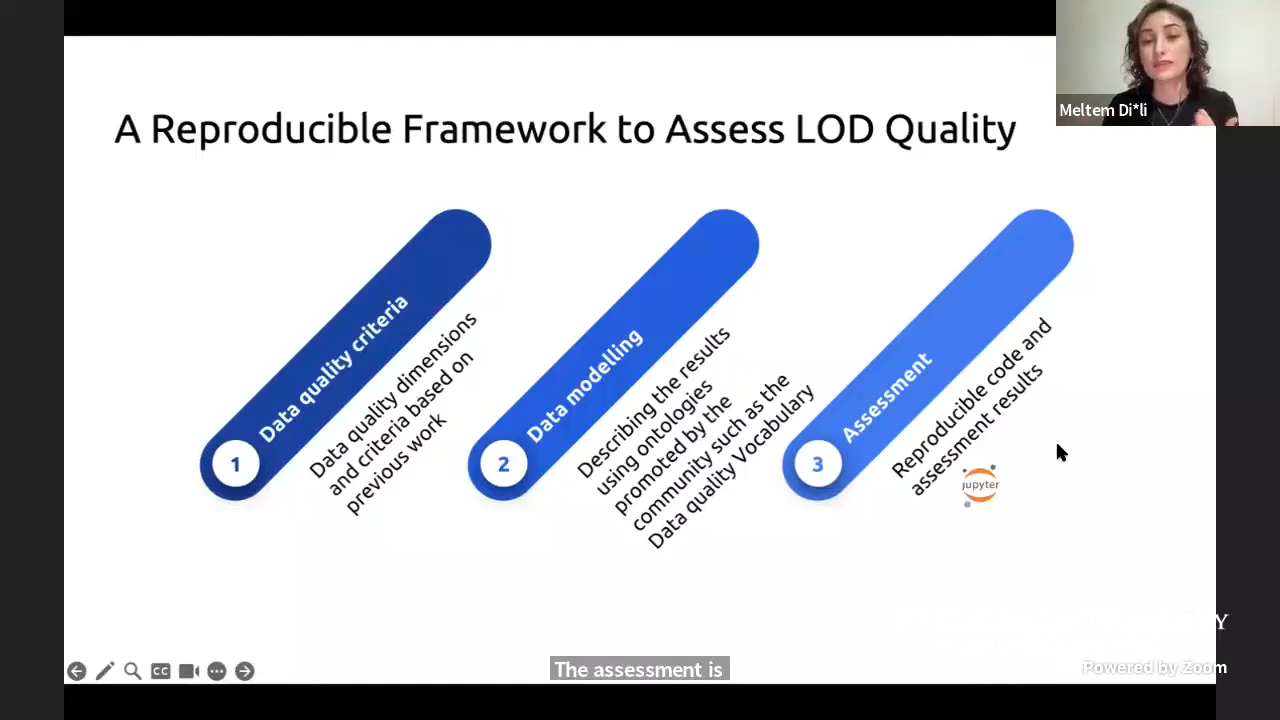 Meltem Di*li
A Reproducible Framework to Assess LOD Quality
1
Data quality criteria
Data quality dimensions
and criteria based on
previous work
2
Data modelling
Describing the results
using ontologies
promoted by the
community such as the
Data quality Vocabulary
3
Assessment
Reproducible code and
assessment results
jupyter
CC
The assessment is
Powered by Zoom